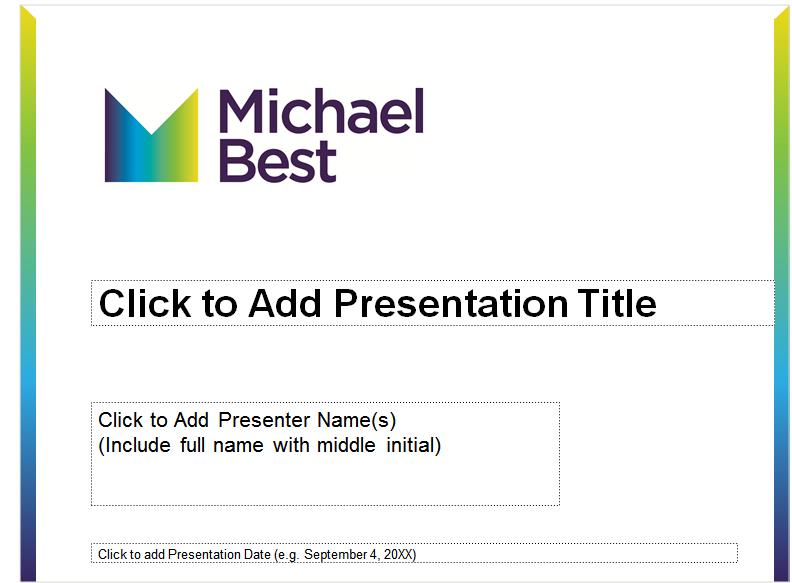 Michael
Best
Click to Add Presentation Title
Click to Add Presenter Name(s)
(Include full name with middle initial)
Click to add Presentation Date (e.g. September 4, 20XX)